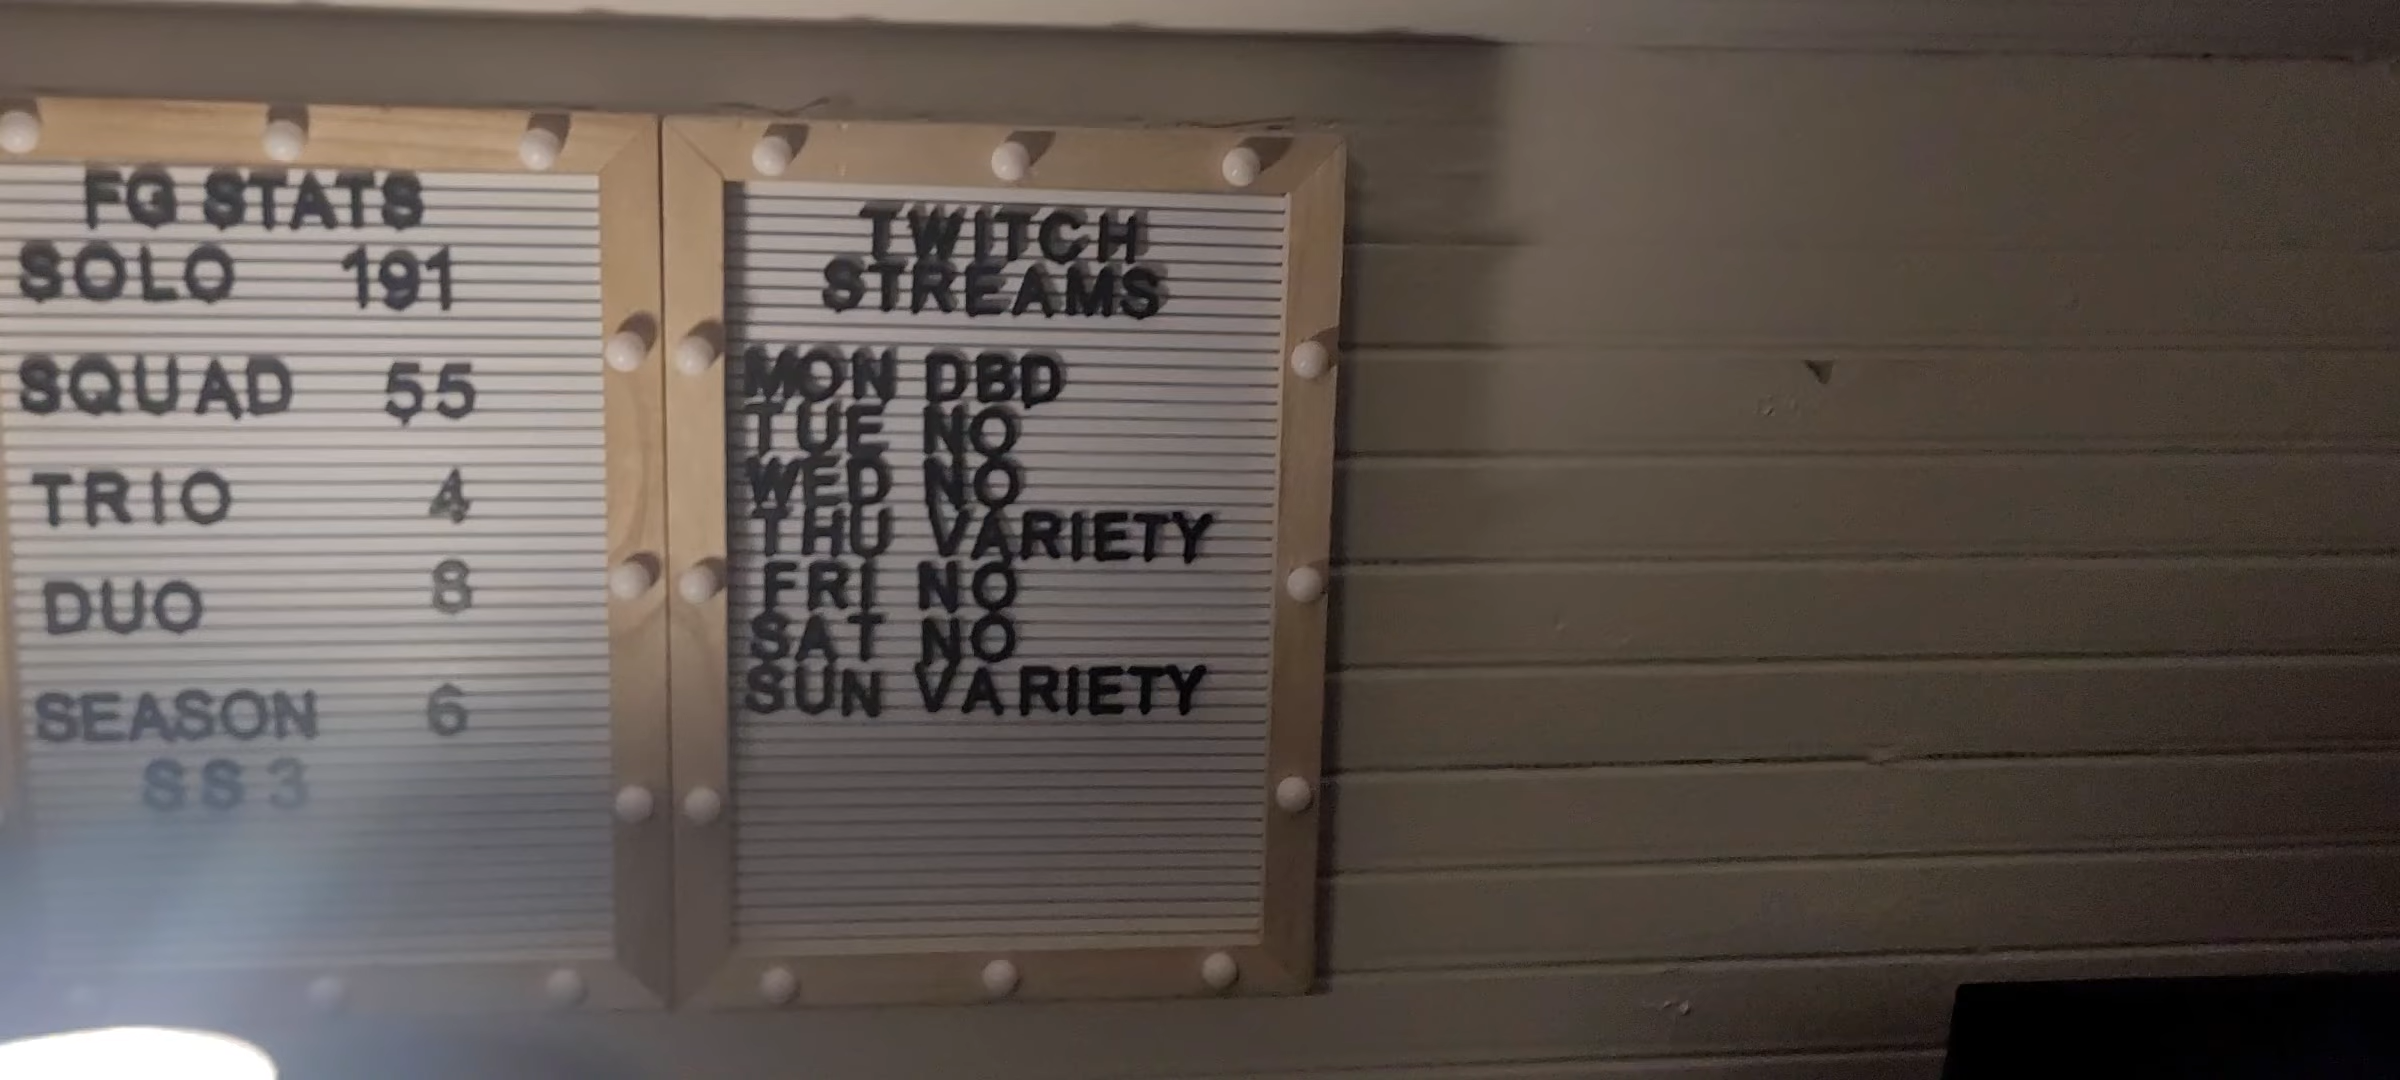 FG STATS
SOLO 191
SQUAD 55
TRIO 4
DUO 8
SEASON 6
SS3
TWITCH
STREAMS
MON DBD
TUE NO
WED NO
THU VARIETY
FRI NO
SAT NO
SUN VARIETY